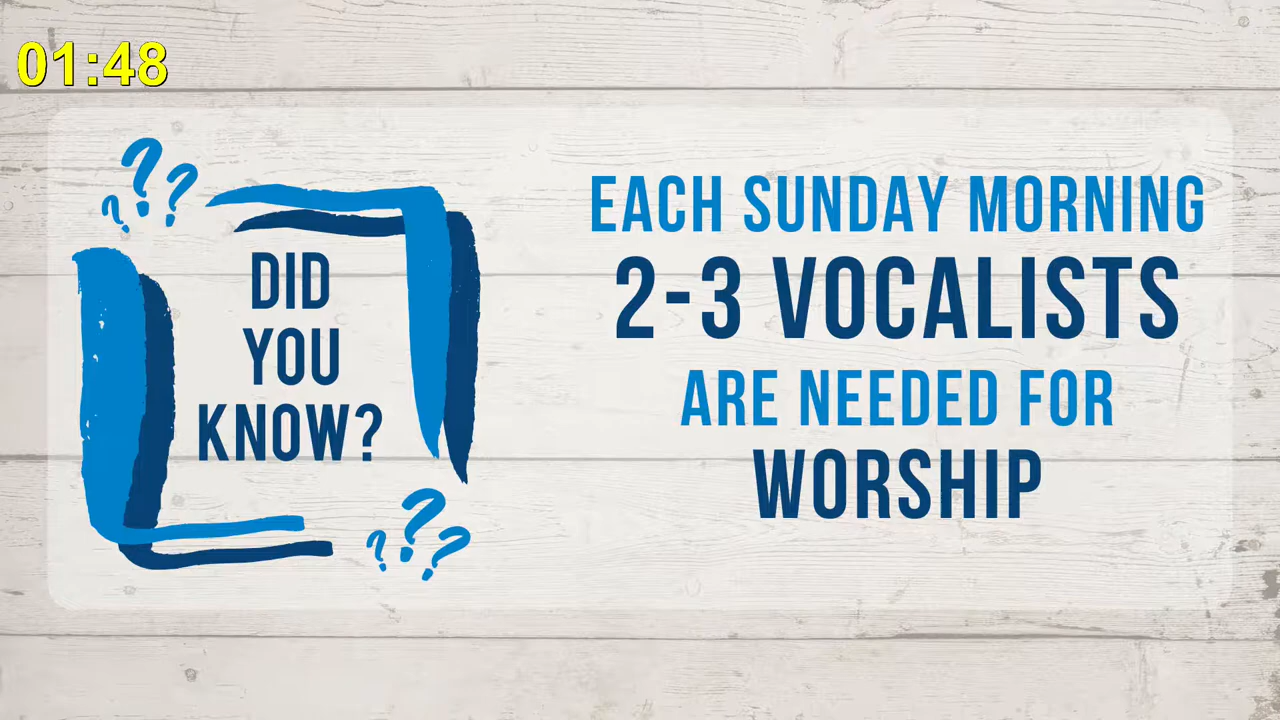 01:48
??
?
DID
YOU
KNOW?
???
EACH SUNDAY MORNING
2-3 VOCALISTS
ARE NEEDED FOR
WORSHIP